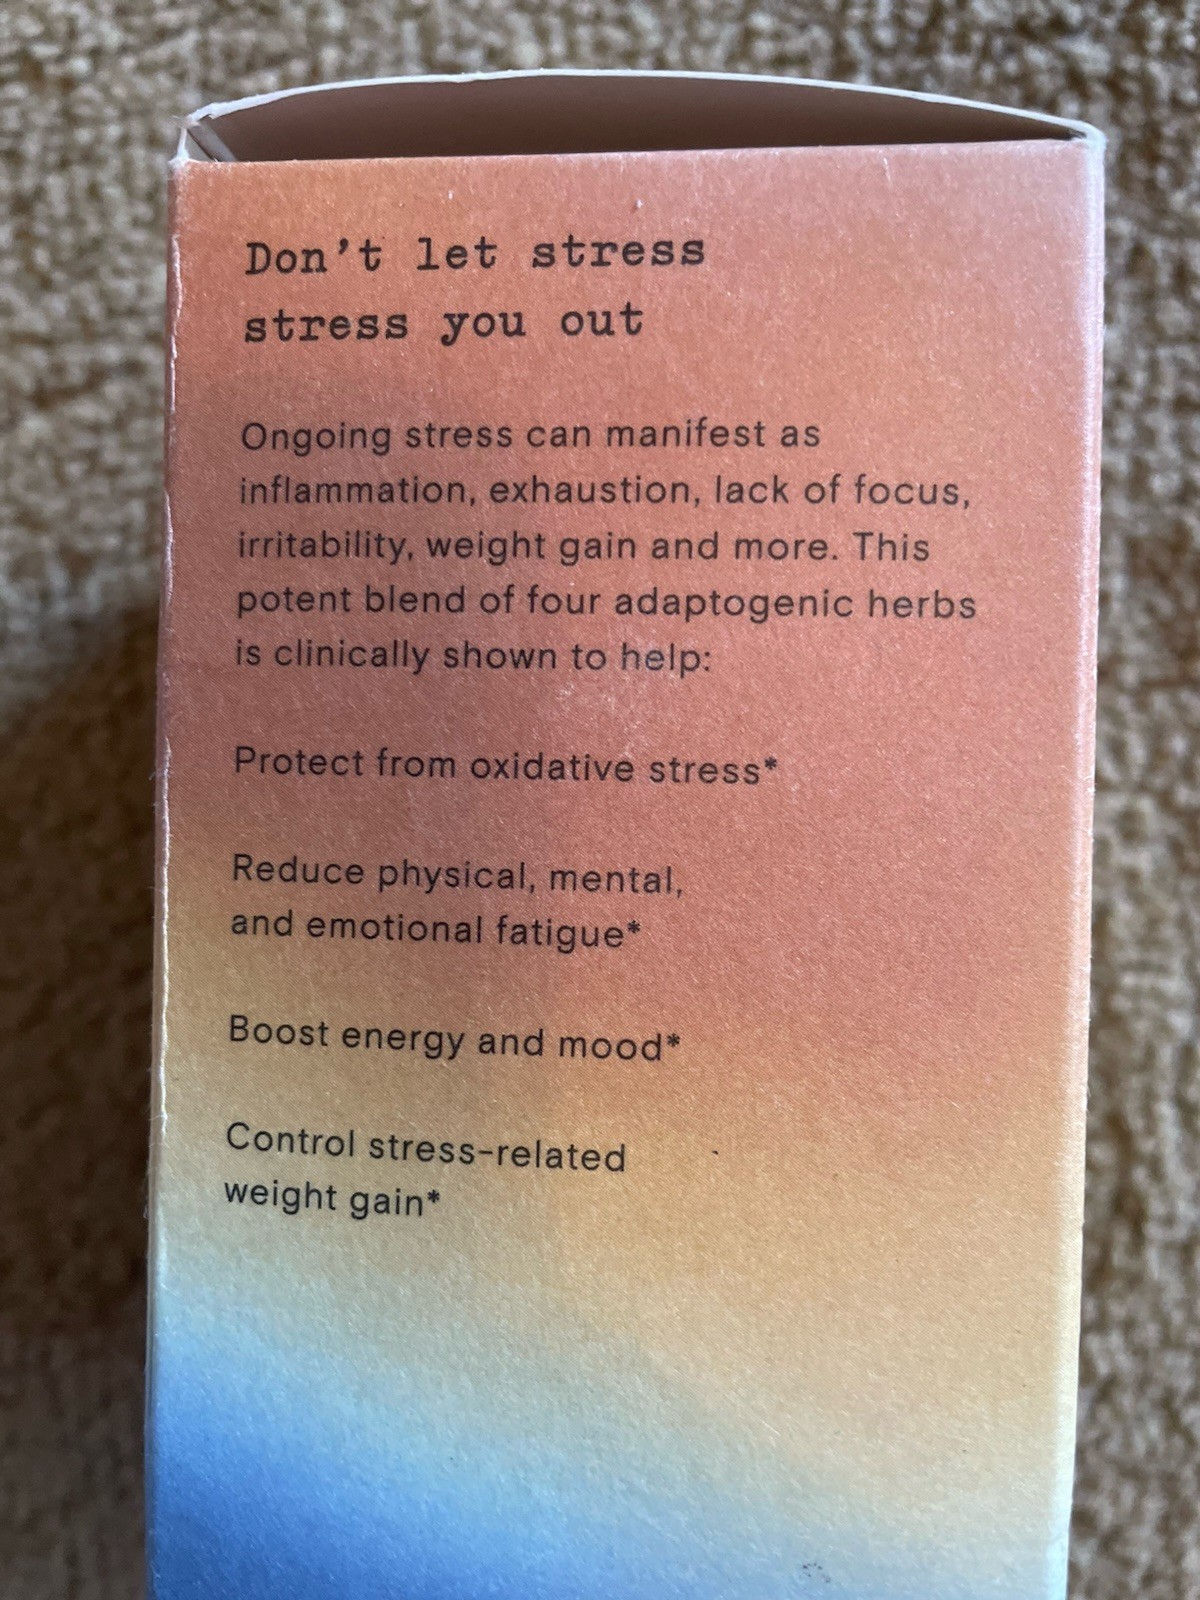 Don't let stress
stress you out
Ongoing stress can manifest as
inflammation, exhaustion, lack of focus,
irritability, weight gain and more. This
potent blend of four adaptogenic herbs
is clinically shown to help:
Protect from oxidative stress*
Reduce physical, mental,
and emotional fatigue*
Boost energy and mood*
Control stress-related
weight gain*